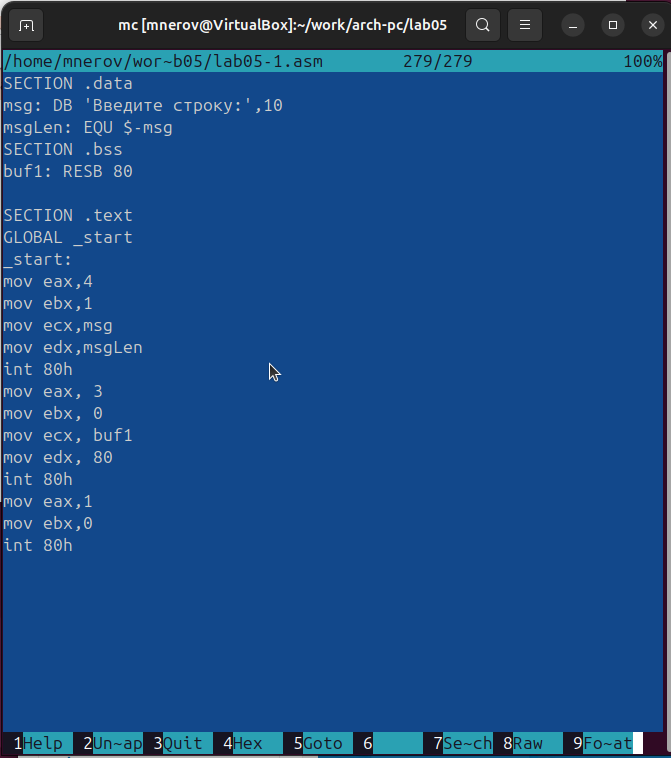 mc [mnerov@VirtualBox]:~/work/arch-pc/lab05
/home/mnerov/wor~b05/lab05-1.asm 279/279 100%
SECTION .data
msg: DB 'Введите строку:',10
msgLen: EQU $-msg
SECTION .bss
buf1: RESB 80
SECTION .text
GLOBAL _start
_start:
mov eax,4
mov ebx,1
mov ecx,msg
mov edx,msgLen
int 80h
mov eax, 3
mov ebx, 0
mov ecx, buf1
mov edx, 80
int 80h
mov eax,1
mov ebx,0
int 80h
1Help 2Un~ap 3Quit 4Hex 5Goto 6 7Se~ch 8Raw 9Fo~at